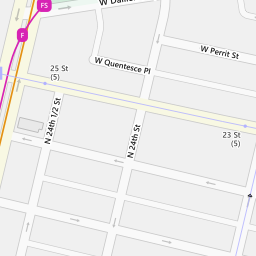 W Dallas
FS
F
W Perrit St
W Quentesce Pl
25 St
(5)
N 24th 1/2 St
N 24th St
23 St
(5)